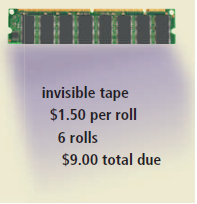 invisible tape
$1.50 per roll
6 rolls
$9.00 total due